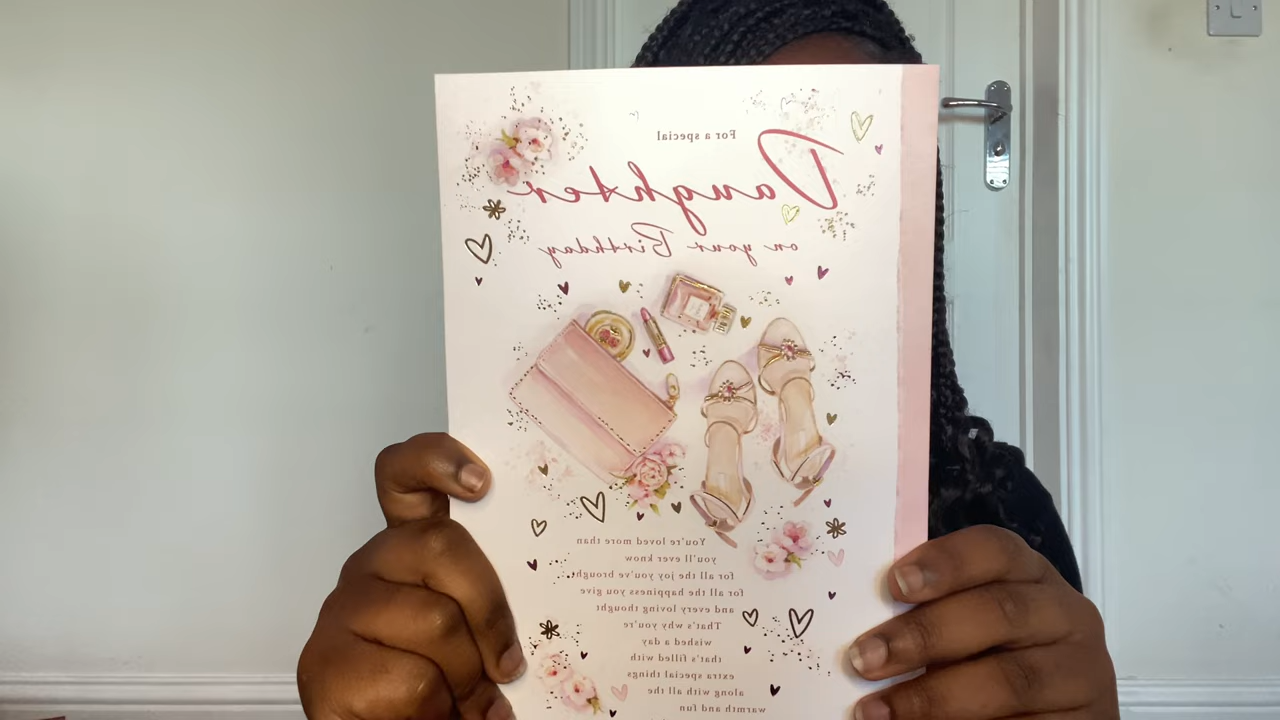 For a special
Daughter
on your Birthday
You're loved more than
you'll ever know
for all the joy you've brought,
for all the happiness you give
and every loving thought
That's why you're
wished a day
that's filled with
extra special things
along with all the
warmth and fun